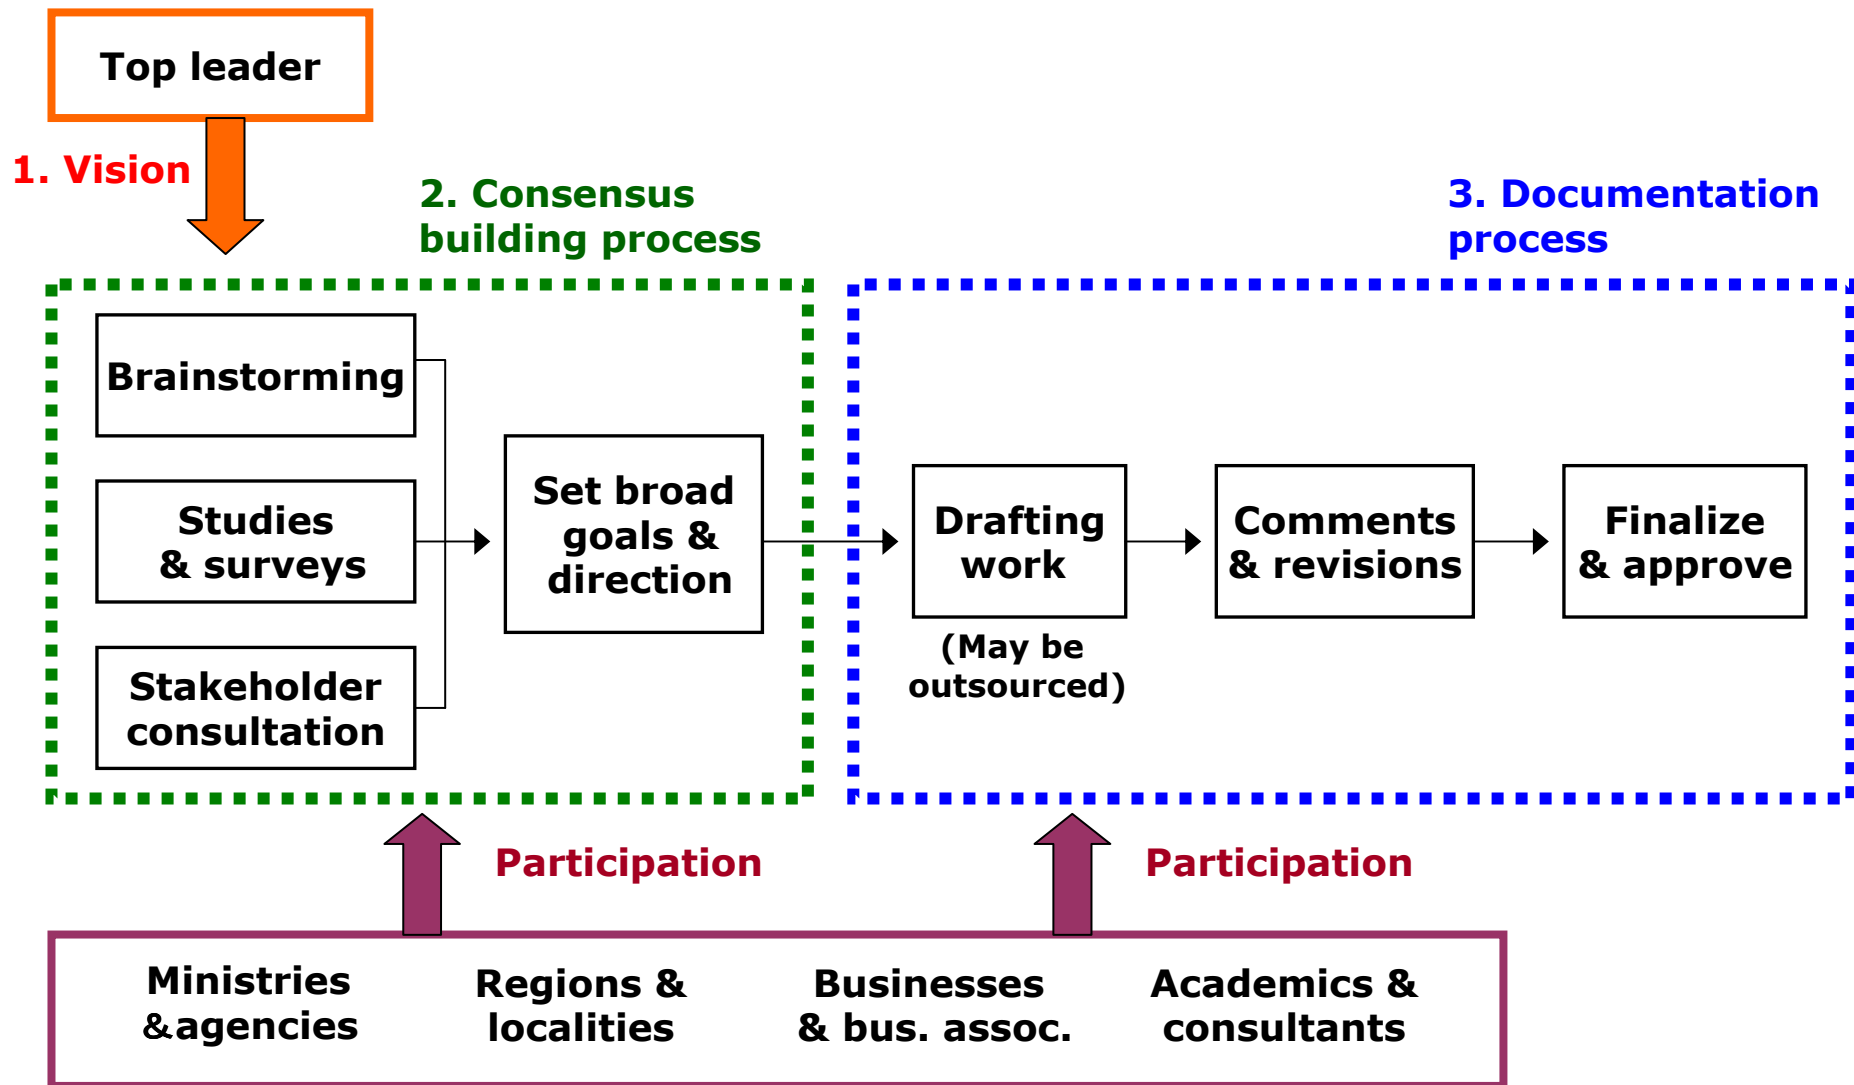 Top leader
1. Vision
2. Consensus
building process
3. Documentation
process
Brainstorming
Studies
& surveys
Stakeholder
consultation
Set broad
goals &
direction
Drafting
work
(May be
outsourced)
Comments
& revisions
Finalize
& approve
Participation
Participation
Ministries
&agencies
Regions &
localities
Businesses
& bus. assoc.
Academics &
consultants